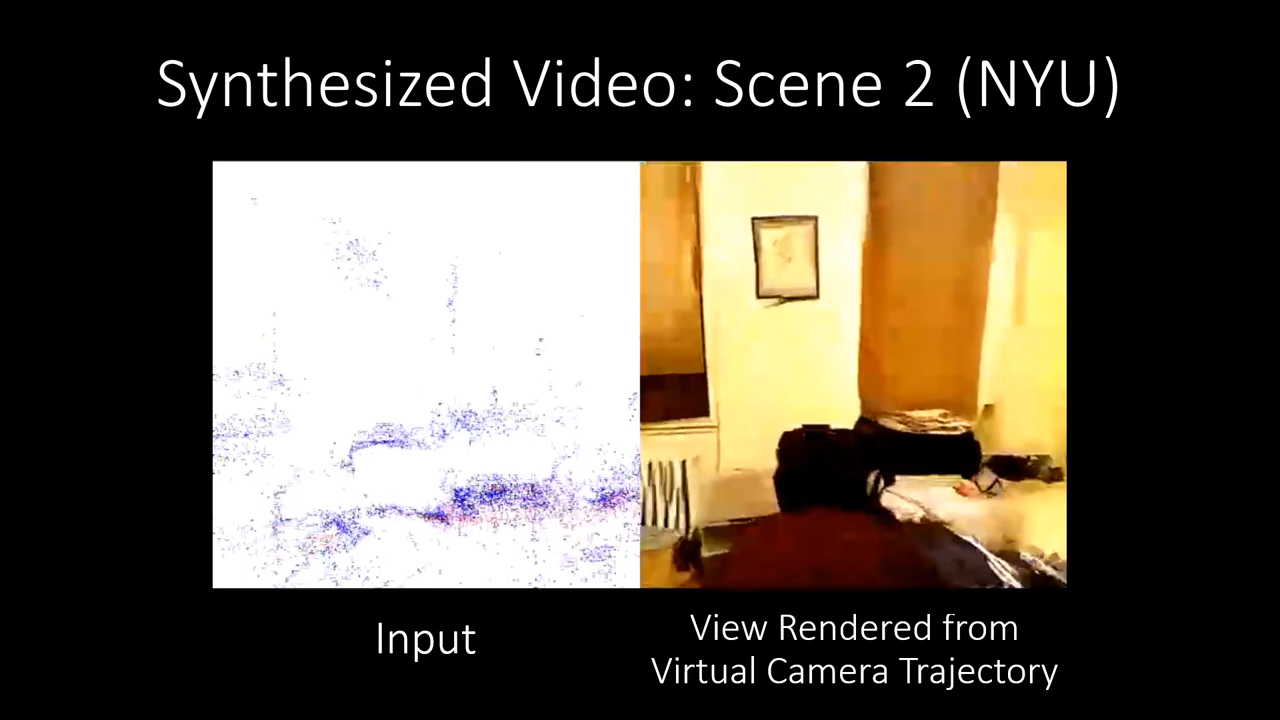 Synthesized Video: Scene 2 (NYU)
Input
View Rendered from
Virtual Camera Trajectory